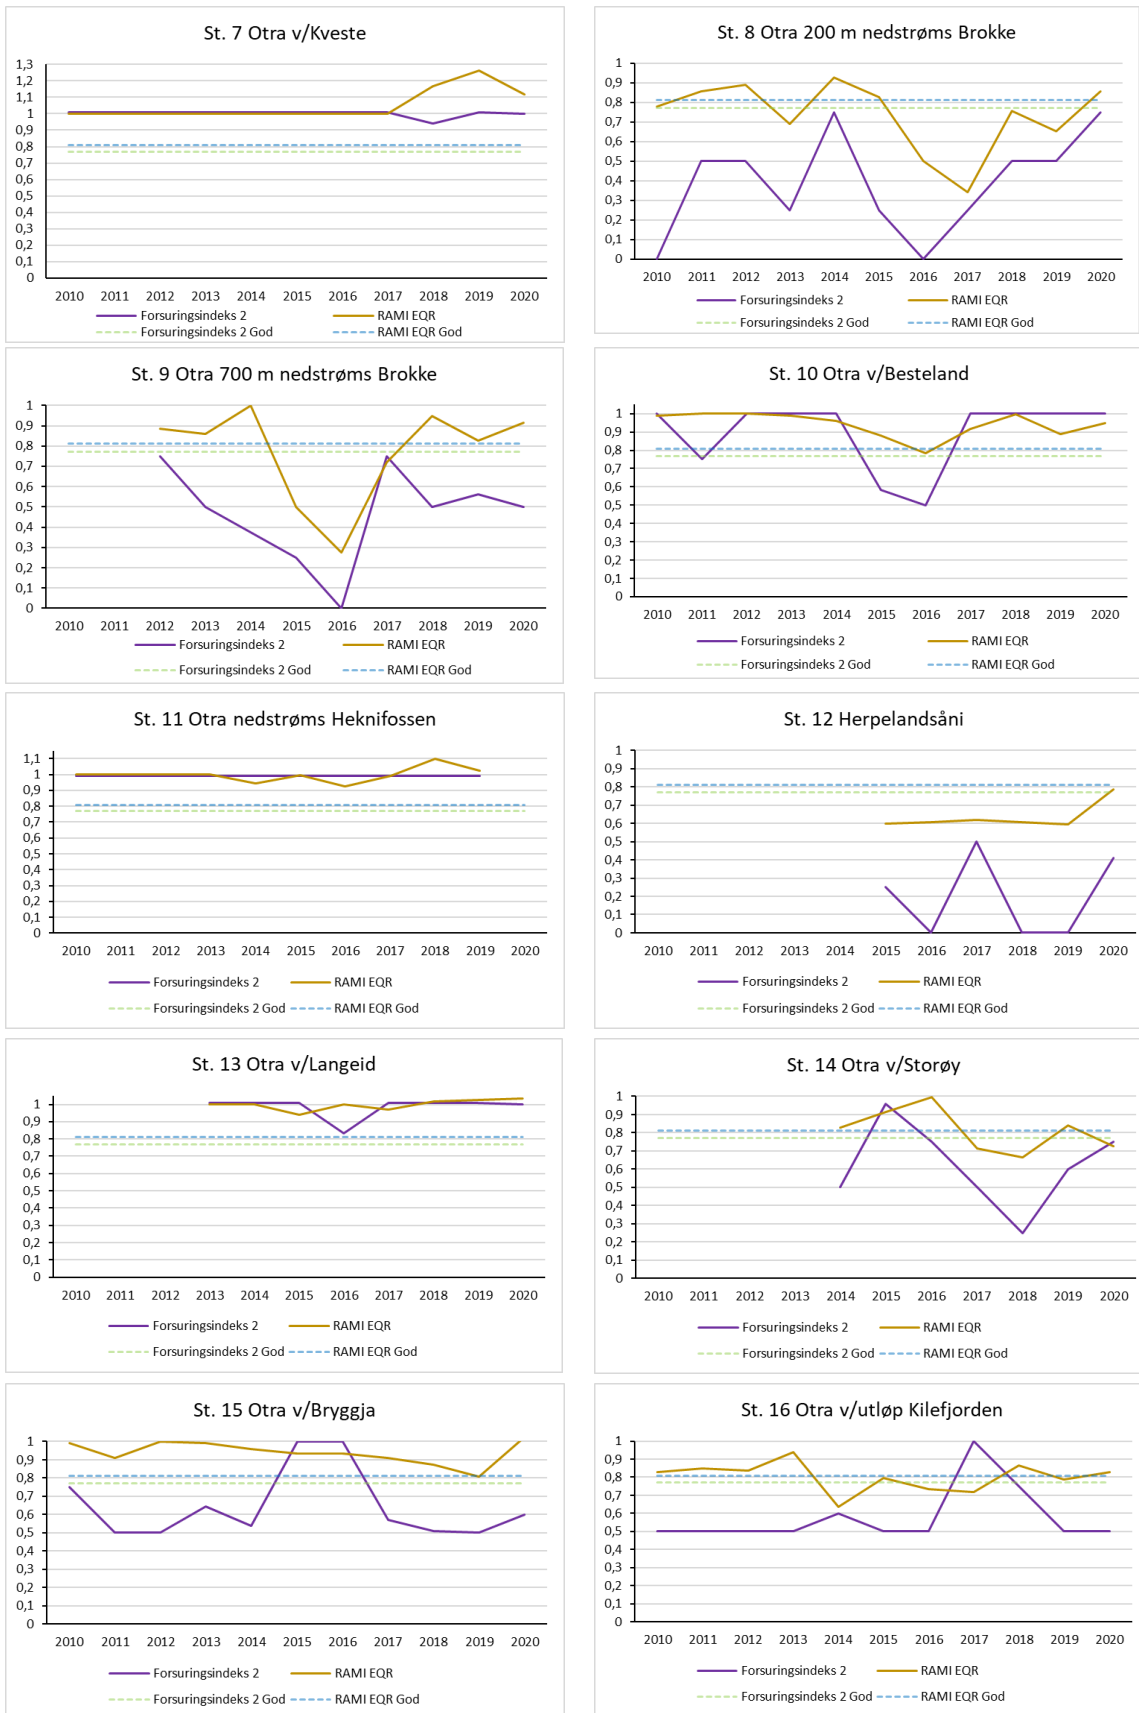 St. 7 Otra v/Kveste
1,3
1,2
1,1
1
0,9
0,8
0,7
0,6
0,5
0,4
0,3
0,2
0,1
0
2010 2011 2012 2013 2014 2015 2016 2017 2018 2019 2020
Forsuringsindeks 2 RAMI EQR
Forsuringsindeks 2 God RAMI EQR God
St. 8 Otra 200 m nedstrøms Brokke
1
0,9
0,8
0,7
0,6
0,5
0,4
0,3
0,2
0,1
0
2010 2011 2012 2013 2014 2015 2016 2017 2018 2019 2020
Forsuringsindeks 2 RAMI EQR
Forsuringsindeks 2 God RAMI EQR God
St. 9 Otra 700 m nedstrøms Brokke
1
0,9
0,8
0,7
0,6
0,5
0,4
0,3
0,2
0,1
0
2010 2011 2012 2013 2014 2015 2016 2017 2018 2019 2020
Forsuringsindeks 2 RAMI EQR
Forsuringsindeks 2 God RAMI EQR God
St. 10 Otra v/Besteland
1
0,9
0,8
0,7
0,6
0,5
0,4
0,3
0,2
0,1
0
2010 2011 2012 2013 2014 2015 2016 2017 2018 2019 2020
Forsuringsindeks 2 RAMI EQR
Forsuringsindeks 2 God RAMI EQR God
St. 11 Otra nedstrøms Heknifossen
1,1
1
0,9
0,8
0,7
0,6
0,5
0,4
0,3
0,2
0,1
0
2010 2011 2012 2013 2014 2015 2016 2017 2018 2019 2020
Forsuringsindeks 2 RAMI EQR
Forsuringsindeks 2 God RAMI EQR God
St. 12 Herpelandsåni
1
0,9
0,8
0,7
0,6
0,5
0,4
0,3
0,2
0,1
0
2010 2011 2012 2013 2014 2015 2016 2017 2018 2019 2020
Forsuringsindeks 2 RAMI EQR
Forsuringsindeks 2 God RAMI EQR God
St. 13 Otra v/Langeid
1
0,9
0,8
0,7
0,6
0,5
0,4
0,3
0,2
0,1
0
2010 2011 2012 2013 2014 2015 2016 2017 2018 2019 2020
Forsuringsindeks 2 RAMI EQR
Forsuringsindeks 2 God RAMI EQR God
St. 14 Otra v/Storøy
1
0,9
0,8
0,7
0,6
0,5
0,4
0,3
0,2
0,1
0
2010 2011 2012 2013 2014 2015 2016 2017 2018 2019 2020
Forsuringsindeks 2 RAMI EQR
Forsuringsindeks 2 God RAMI EQR God
St. 15 Otra v/Bryggja
1
0,9
0,8
0,7
0,6
0,5
0,4
0,3
0,2
0,1
0
2010 2011 2012 2013 2014 2015 2016 2017 2018 2019 2020
Forsuringsindeks 2 RAMI EQR
Forsuringsindeks 2 God RAMI EQR God
St. 16 Otra v/utløp Kilefjorden
1
0,9
0,8
0,7
0,6
0,5
0,4
0,3
0,2
0,1
0
2010 2011 2012 2013 2014 2015 2016 2017 2018 2019 2020
Forsuringsindeks 2 RAMI EQR
Forsuringsindeks 2 God RAMI EQR God